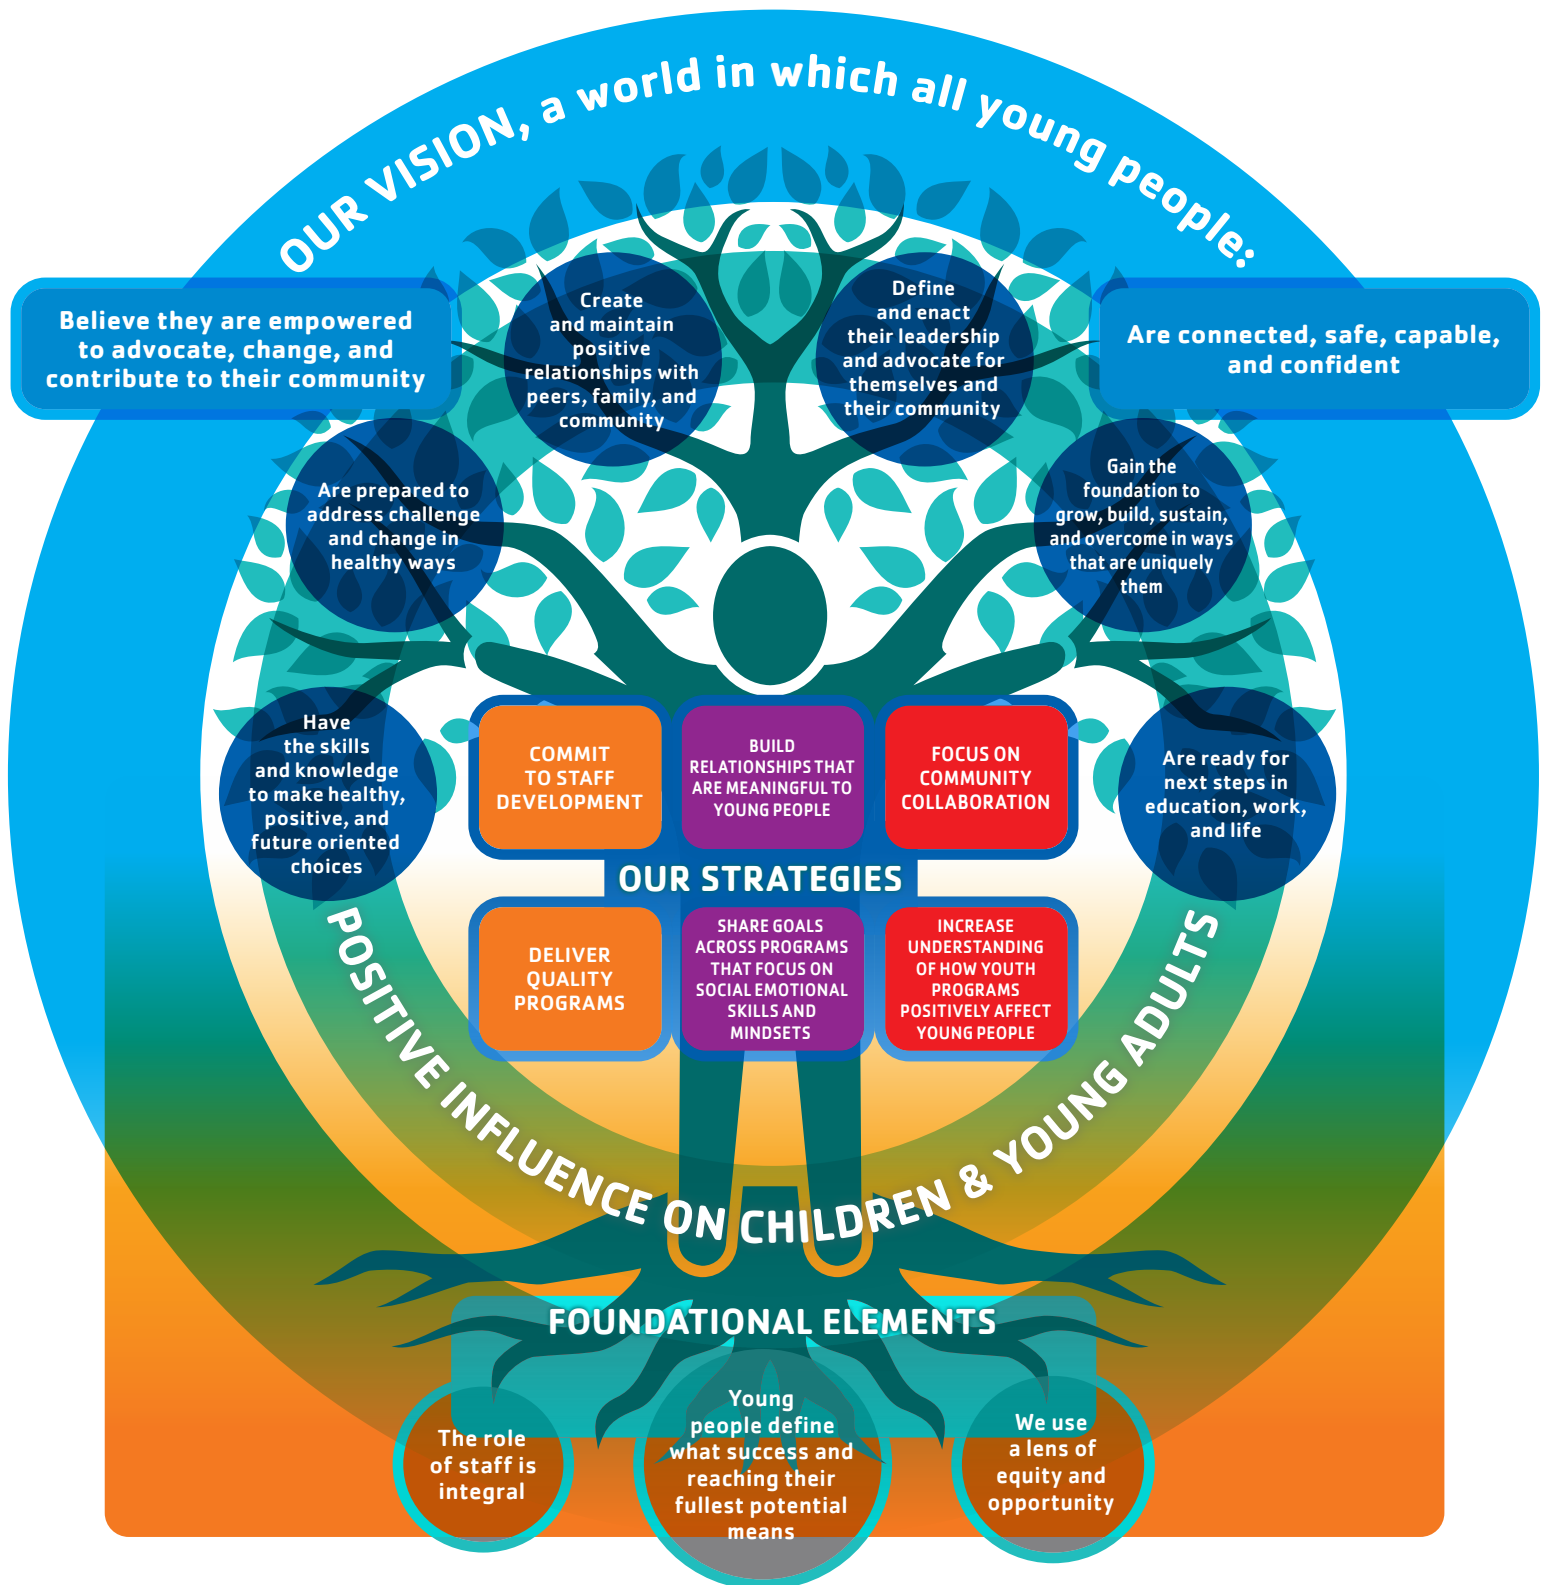 OUR VISION, a world in which all young people:
Believe they are empowered
to advocate, change, and
contribute to their community
Are connected, safe, capable,
and confident
Create
and maintain
positive
relationships with
peers, family, and
community
Define
and enact
their leadership
and advocate for
themselves and
their community
Are prepared to
address challenge
and change in
healthy ways
Gain the
foundation to
grow, build, sustain,
and overcome in ways
that are uniquely
them
Have
the skills
and knowledge
to make healthy,
positive, and
future oriented
choices
Are ready for
next steps in
education, work,
and life
COMMIT
TO STAFF
DEVELOPMENT
BUILD
RELATIONSHIPS THAT
ARE MEANINGFUL TO
YOUNG PEOPLE
FOCUS ON
COMMUNITY
COLLABORATION
OUR STRATEGIES
DELIVER
QUALITY
PROGRAMS
SHARE GOALS
ACROSS PROGRAMS
THAT FOCUS ON
SOCIAL EMOTIONAL
SKILLS AND
MINDSETS
INCREASE
UNDERSTANDING
OF HOW YOUTH
PROGRAMS
POSITIVELY AFFECT
YOUNG PEOPLE
POSITIVE INFLUENCE ON CHILDREN & YOUNG ADULTS
FOUNDATIONAL ELEMENTS
The role
of staff is
integral
Young
people define
what success and
reaching their
fullest potential
means
We use
a lens of
equity and
opportunity